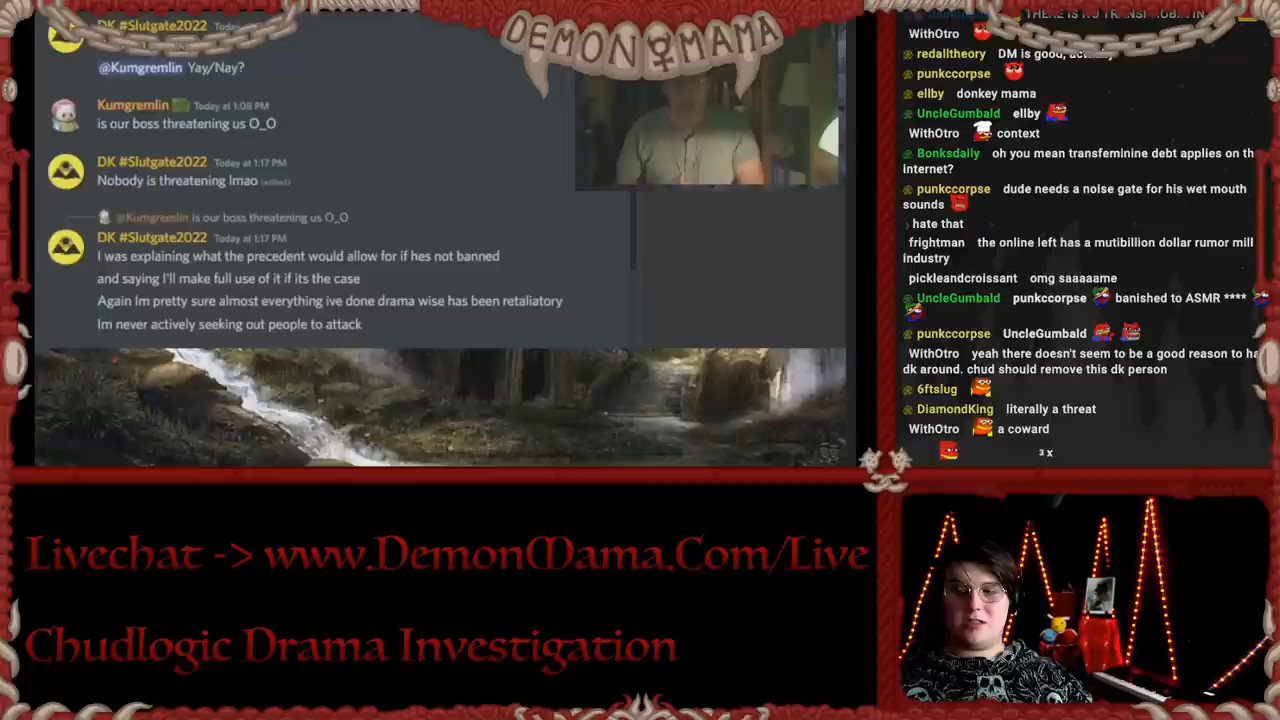 DEMON MAMA
DK #Slutgate2022
@Kumgremlin Yay/Nay?
Kumgremlin Today at 1:08 PM
is our boss threatening us O_O
DK #Slutgate2022 Today at 1:17 PM
Nobody is threatening lmao (edited)
@Kumgremlin is our boss threatening us O_O
DK #Slutgate2022 Today at 1:17 PM
I was explaining what the precedent would allow for if hes not banned
and saying I'll make full use of it if its the case
Again Im pretty sure almost everything ive done drama wise has been retaliatory
Im never actively seeking out people to attack
THERE IS NO
WithOtro
redalltheory DM is good,
punkccorpse
ellby donkey mama
UncleGumbald ellby
WithOtro context
Bonksdaily oh you mean transfeminine debt applies on th
internet?
punkccorpse dude needs a noise gate for his wet mouth
sounds
hate that
frightman the online left has a mutibillion dollar rumor mill
industry
pickleandcroissant omg saaaaame
UncleGumbald punkccorpse banished to ASMR ****
punkccorpse UncleGumbald
WithOtro yeah there doesn't seem to be a good reason to ha
dk around. chud should remove this dk person
6ftslug
DiamondKing literally a threat
WithOtro a coward
3 x
Livechat -> www.DemonMama.Com/Live
Chudlogic Drama Investigation